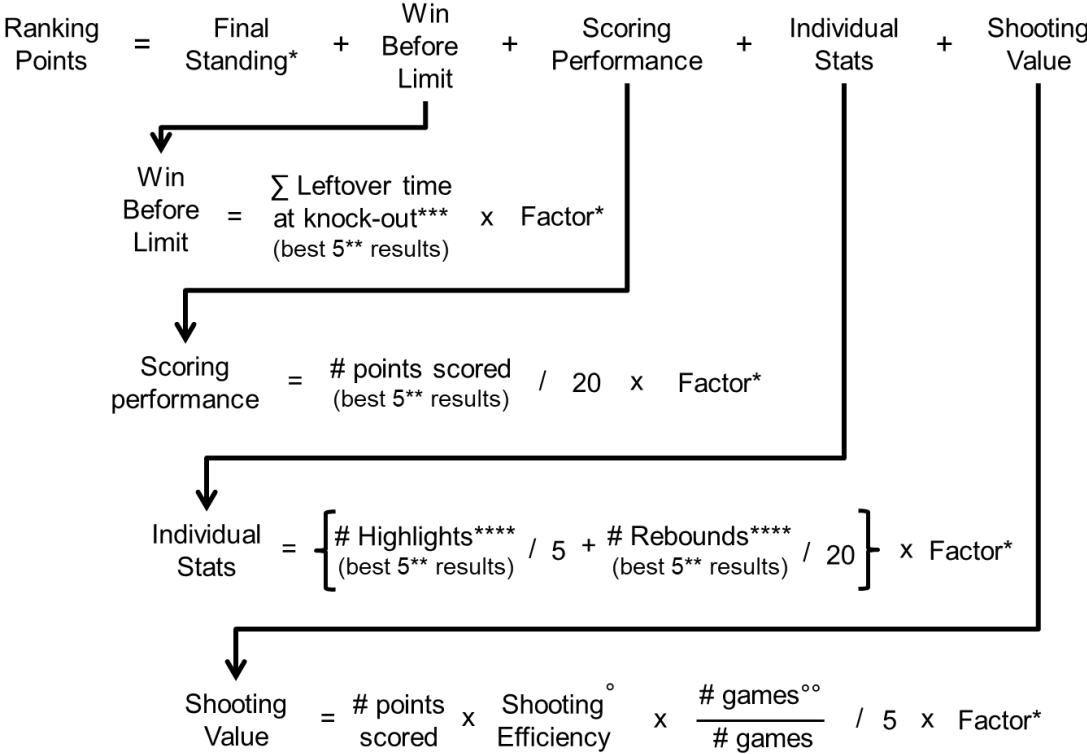 Ranking Points = Final Standing* + Win Before Limit + Scoring Performance + Individual Stats + Shooting Value
Win Before Limit = ∑ Leftover time at knock-out*** (best 5** results) x Factor*
Scoring performance = # points scored (best 5** results) / 20 x Factor*
Individual Stats = { # Highlights**** (best 5** results) / 5 + # Rebounds**** (best 5** results) / 20 } x Factor*
Shooting Value = # points scored x Shooting Efficiency° x # games°° / # games / 5 x Factor*